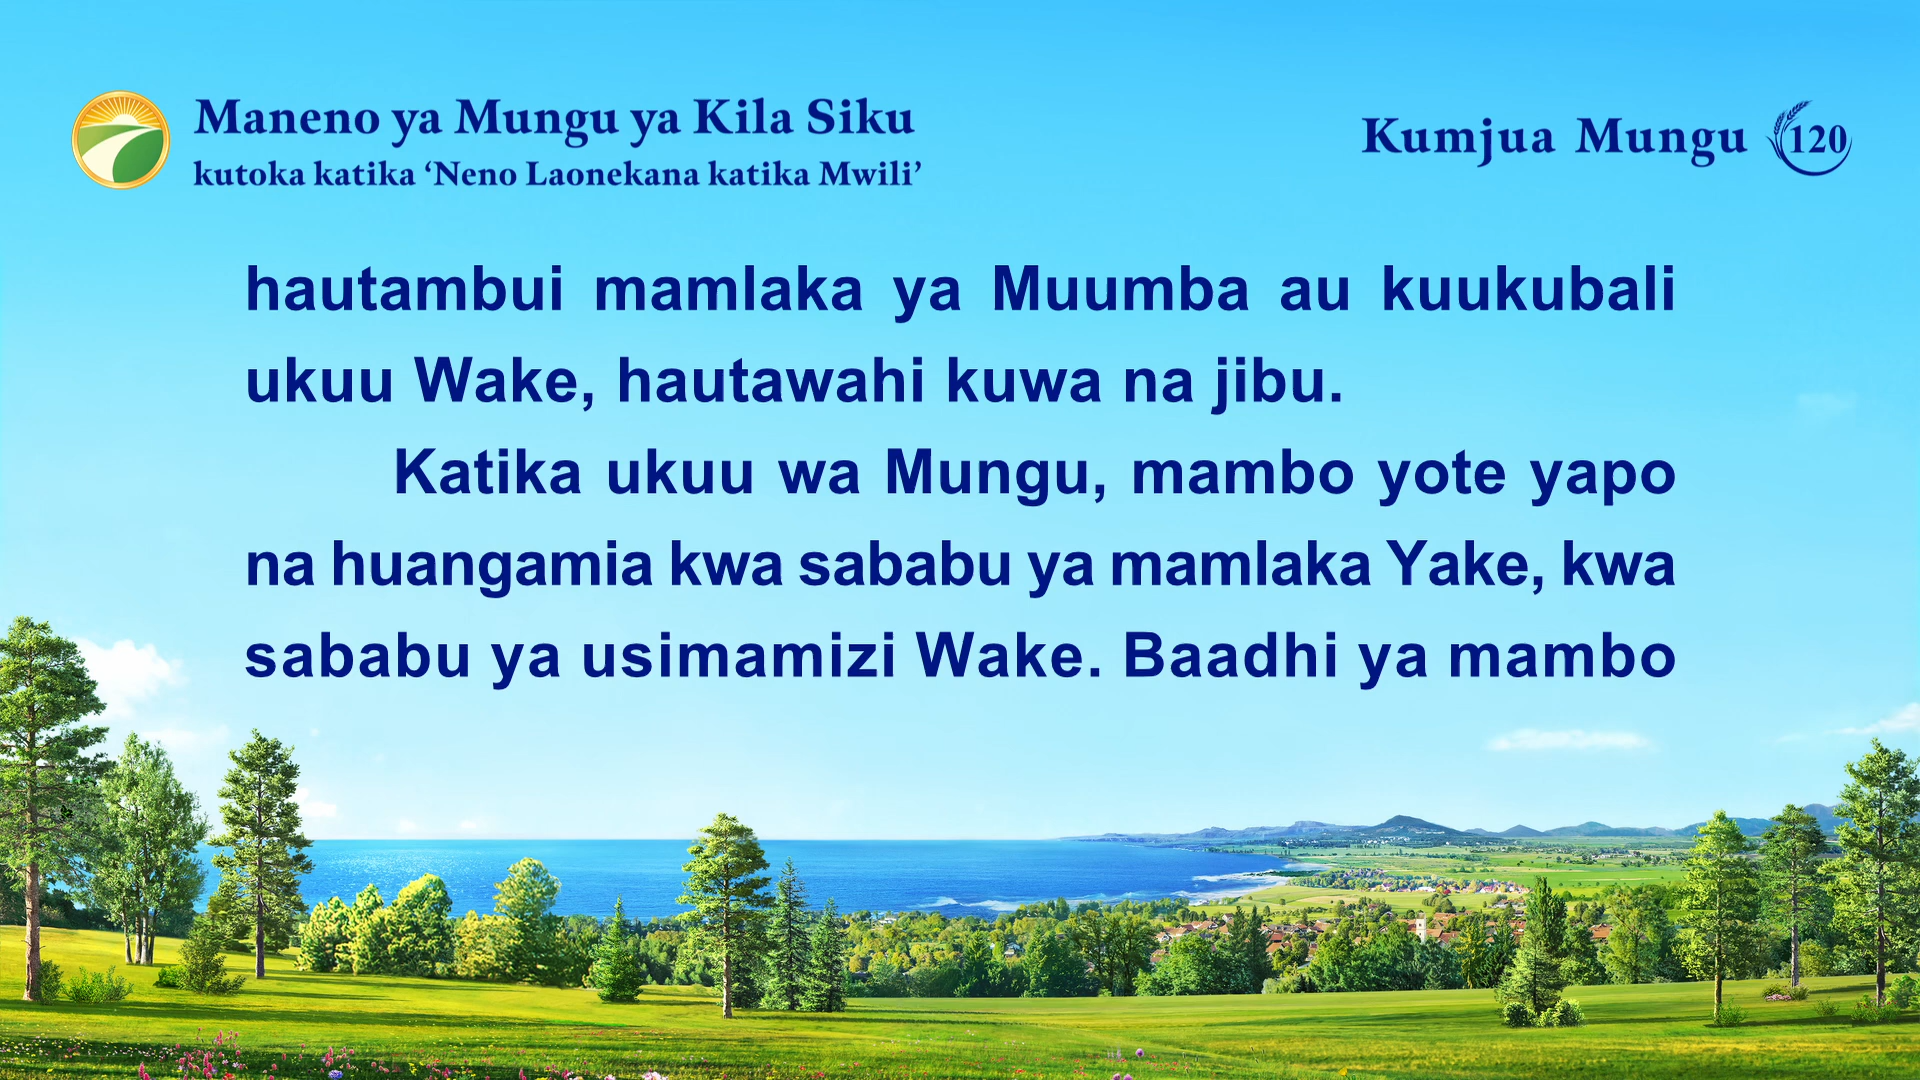 Maneno ya Mungu ya Kila Siku
kutoka katika ‘Neno Laonekana katika Mwili’
Kumjua Mungu 120
hautambui mamlaka ya Muumba au kuukubali
ukuu Wake, hautawahi kuwa na jibu.
Katika ukuu wa Mungu, mambo yote yapo
na huangamia kwa sababu ya mamlaka Yake, kwa
sababu ya usimamizi Wake. Baadhi ya mambo